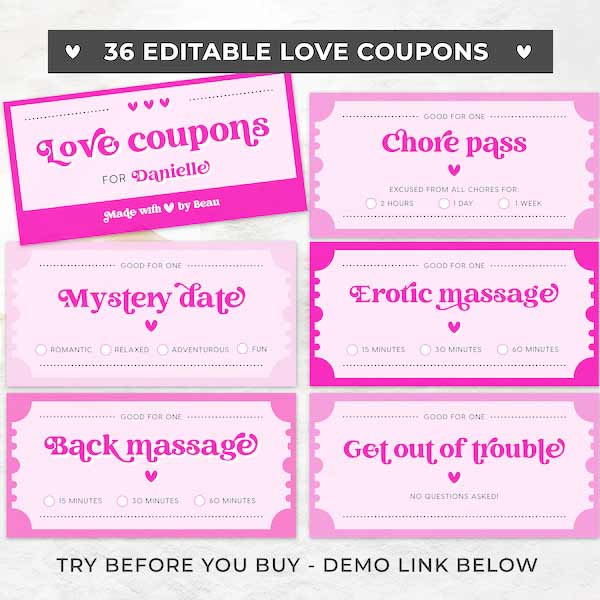 36 EDITABLE LOVE COUPONS
Love coupons
FOR Danielle
Made with by Beau
GOOD FOR ONE
Chore pass
EXCUSED FROM ALL CHORES FOR:
2 HOURS 1 DAY 1 WEEK
GOOD FOR ONE
Mystery date
ROMANTIC RELAXED ADVENTUROUS FUN
GOOD FOR ONE
Erotic massage
15 MINUTES 30 MINUTES 60 MINUTES
GOOD FOR ONE
Back massage
15 MINUTES 30 MINUTES 60 MINUTES
GOOD FOR ONE
Get out of trouble
NO QUESTIONS ASKED!
TRY BEFORE YOU BUY - DEMO LINK BELOW